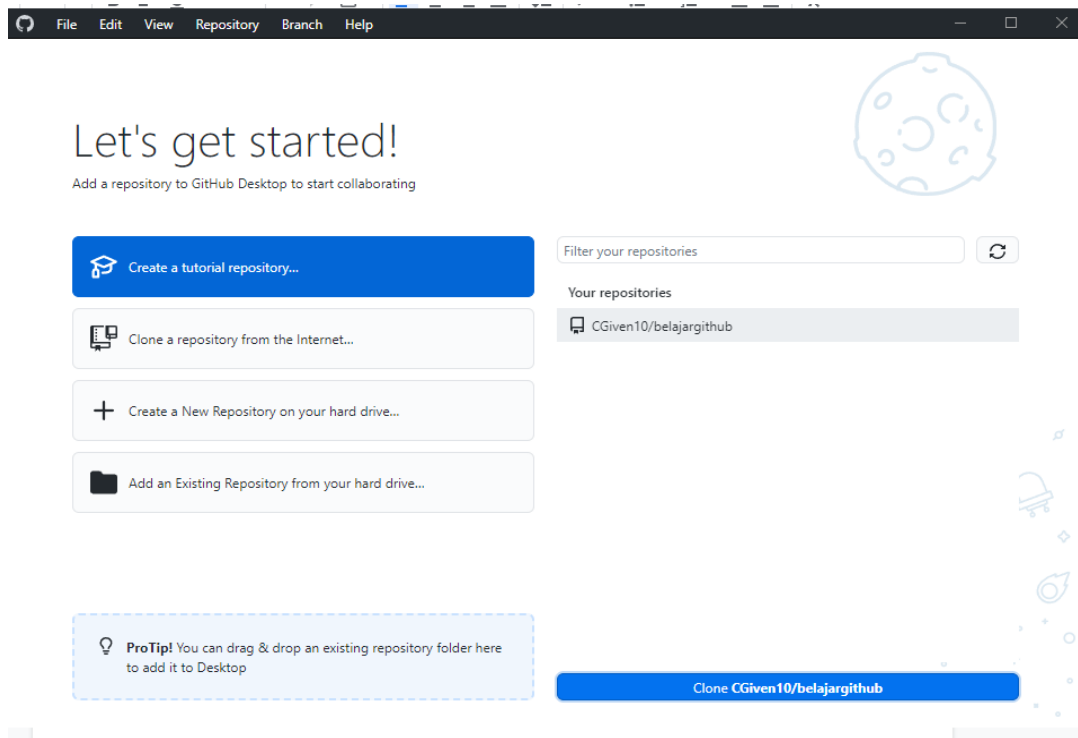 File Edit View Repository Branch Help
Let's get started!
Add a repository to GitHub Desktop to start collaborating
Create a tutorial repository...
Clone a repository from the Internet...
Create a New Repository on your hard drive...
Add an Existing Repository from your hard drive...
ProTip! You can drag & drop an existing repository folder here
to add it to Desktop
Filter your repositories
Your repositories
CGiven10/belajargithub
Clone CGiven10/belajargithub